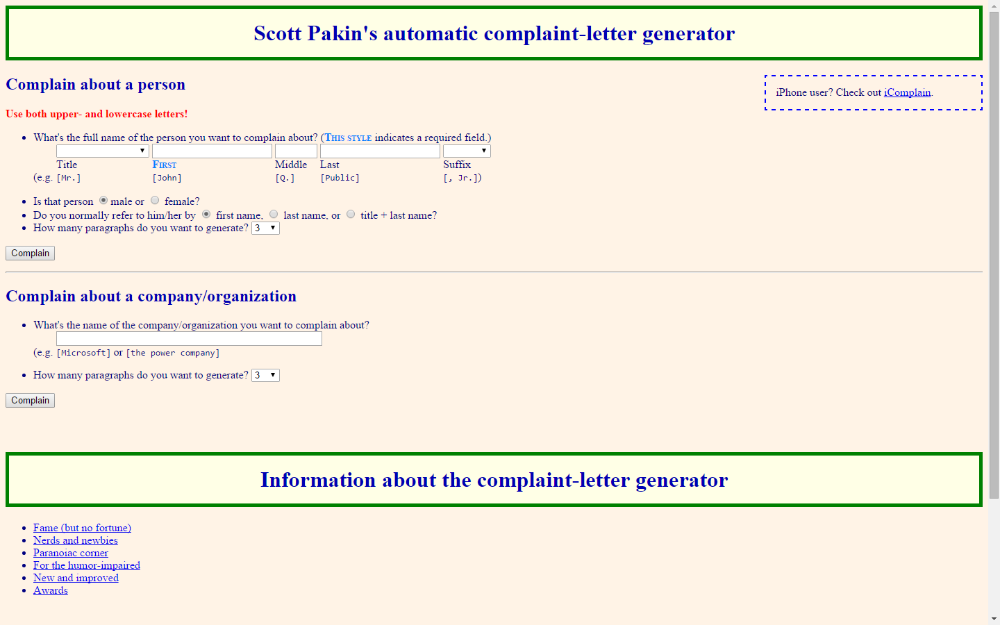 Scott Pakin's automatic complaint-letter generator
Complain about a person
iPhone user? Check out iComplain.
Use both upper- and lowercase letters!
What's the full name of the person you want to complain about? (THIS STYLE indicates a required field.)
Title FIRST Middle Last Suffix
(e.g. [Mr.] [John] [Q.] [Public] [, Jr.])
Is that person male or female?
Do you normally refer to him/her by first name, last name, or title + last name?
How many paragraphs do you want to generate? 3
Complain
Complain about a company/organization
What's the name of the company/organization you want to complain about?
(e.g. [Microsoft] or [the power company]
How many paragraphs do you want to generate? 3
Complain
Information about the complaint-letter generator
Fame (but no fortune)
Nerds and newbies
Paranoiac corner
For the humor-impaired
New and improved
Awards